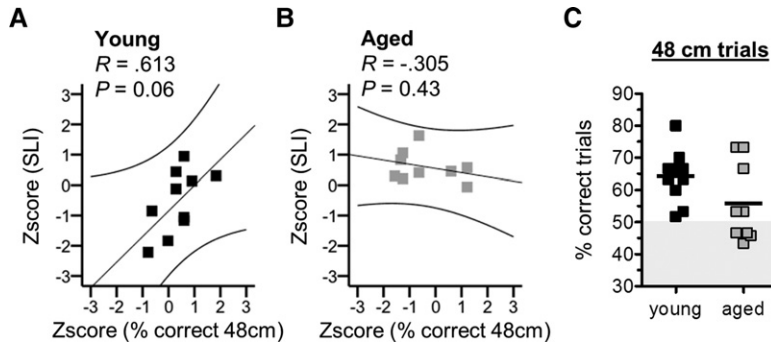 A
Young
R = .613
P = 0.06
Zscore (SLI)
3
2
1
0
-1
-2
-3
-3 -2 -1 0 1 2 3
Zscore (% correct 48cm)
B
Aged
R = -.305
P = 0.43
Zscore (SLI)
3
2
1
0
-1
-2
-3
-3 -2 -1 0 1 2 3
Zscore (% correct 48cm)
C
48 cm trials
% correct trials
90
80
70
60
50
40
30
young aged